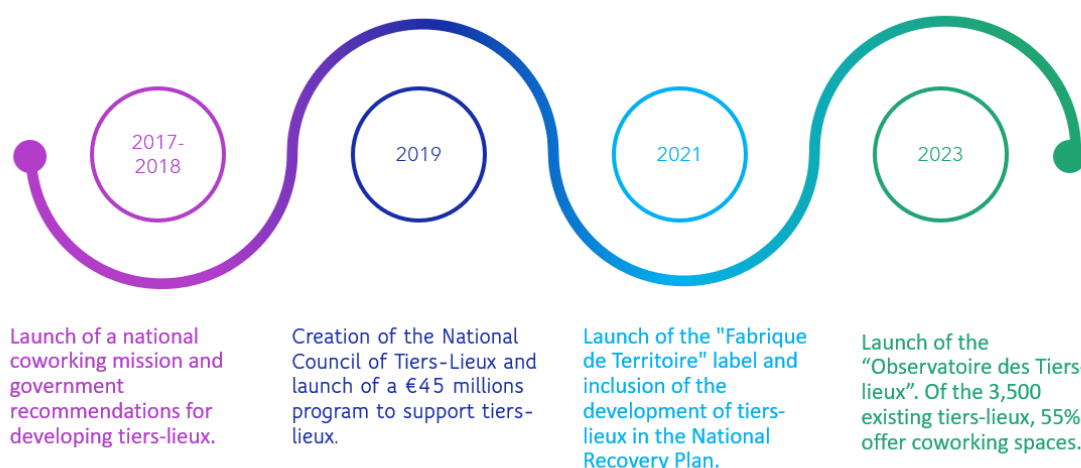 2017-
2018
2019
2021
2023
Launch of a national
coworking mission and
government
recommendations for
developing tiers-lieux.
Creation of the National
Council of Tiers-Lieux and
launch of a €45 millions
program to support tiers-
lieux.
Launch of the "Fabrique
de Territoire" label and
inclusion of the
development of tiers-
lieux in the National
Recovery Plan.
Launch of the
“Observatoire des Tiers-
lieux”. Of the 3,500
existing tiers-lieux, 55%
offer coworking spaces.